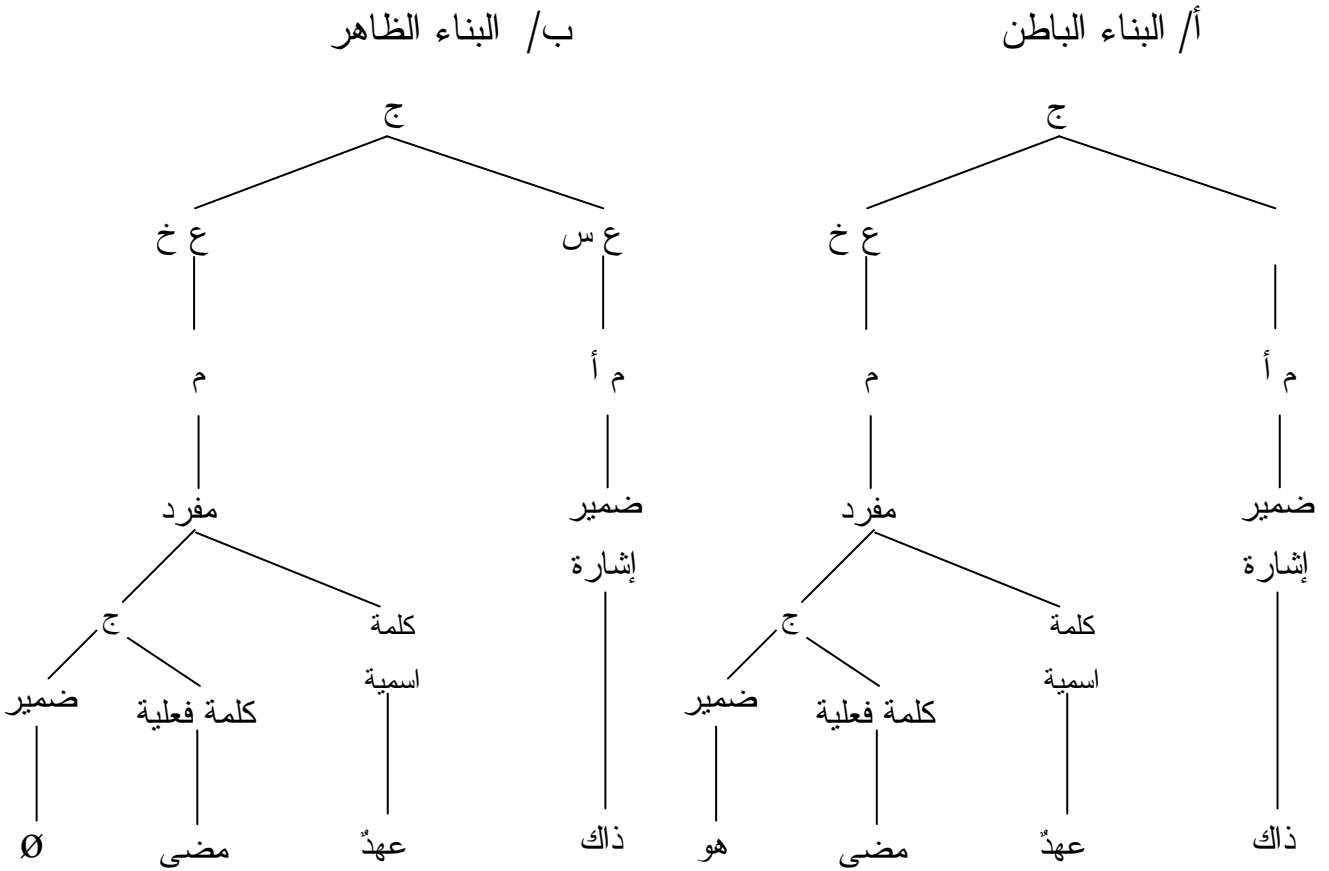 أ/ البناء الباطن
ب/ البناء الظاهر
ج
ج
ع خ
ع س
ع خ
م أ
م
م أ
م
ضمير
إشارة
مفرد
ضمير
إشارة
مفرد
كلمة
اسمية
ج
كلمة
اسمية
ج
كلمة فعلية
ضمير
كلمة فعلية
ضمير
ذاك
عهدٌ
مضى
هو
ذاك
عهدٌ
مضى
Ø